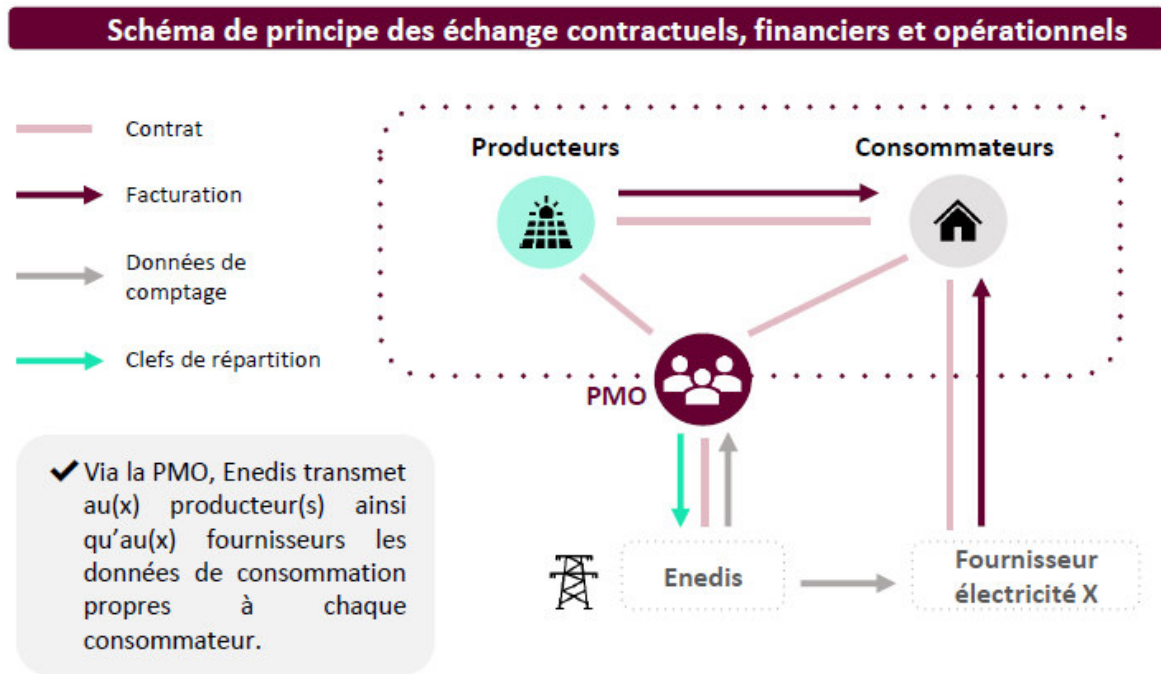 Schéma de principe des échange contractuels, financiers et opérationnels
Contrat
Facturation
Données de
comptage
Clefs de répartition
Producteurs
Consommateurs
PMO
Enedis
Fournisseur
électricité X
Via la PMO, Enedis transmet
au(x) producteur(s) ainsi
qu'au(x) fournisseurs les
données de consommation
propres à chaque
consommateur.